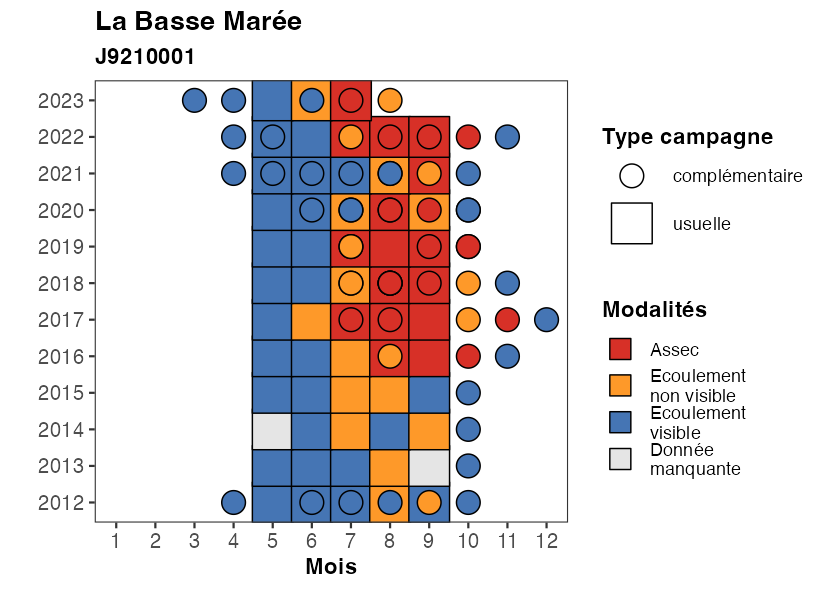 La Basse Marée
J9210001
2023
2022
2021
2020
2019
2018
2017
2016
2015
2014
2013
2012
1 2 3 4 5 6 7 8 9 10 11 12
Mois
Type campagne
complémentaire
usuelle
Modalités
Assec
Ecoulement
non visible
Ecoulement
visible
Donnée
manquante